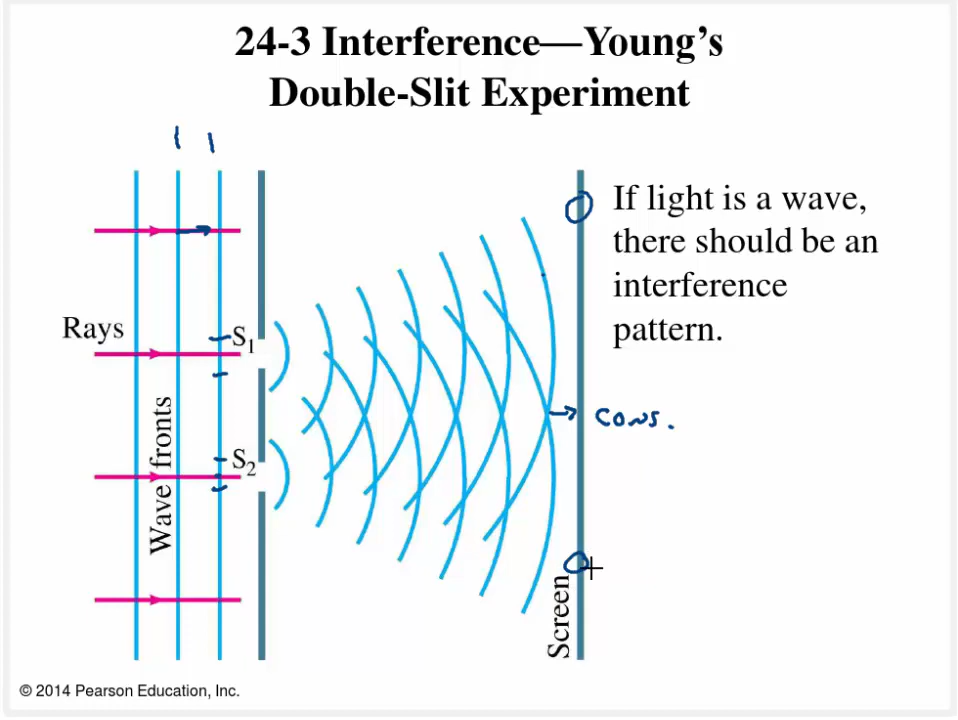 24-3 Interference—Young’s
Double-Slit Experiment
If light is a wave,
there should be an
interference
pattern.
Rays
S1
cons.
S2
Wave fronts
Screen
© 2014 Pearson Education, Inc.